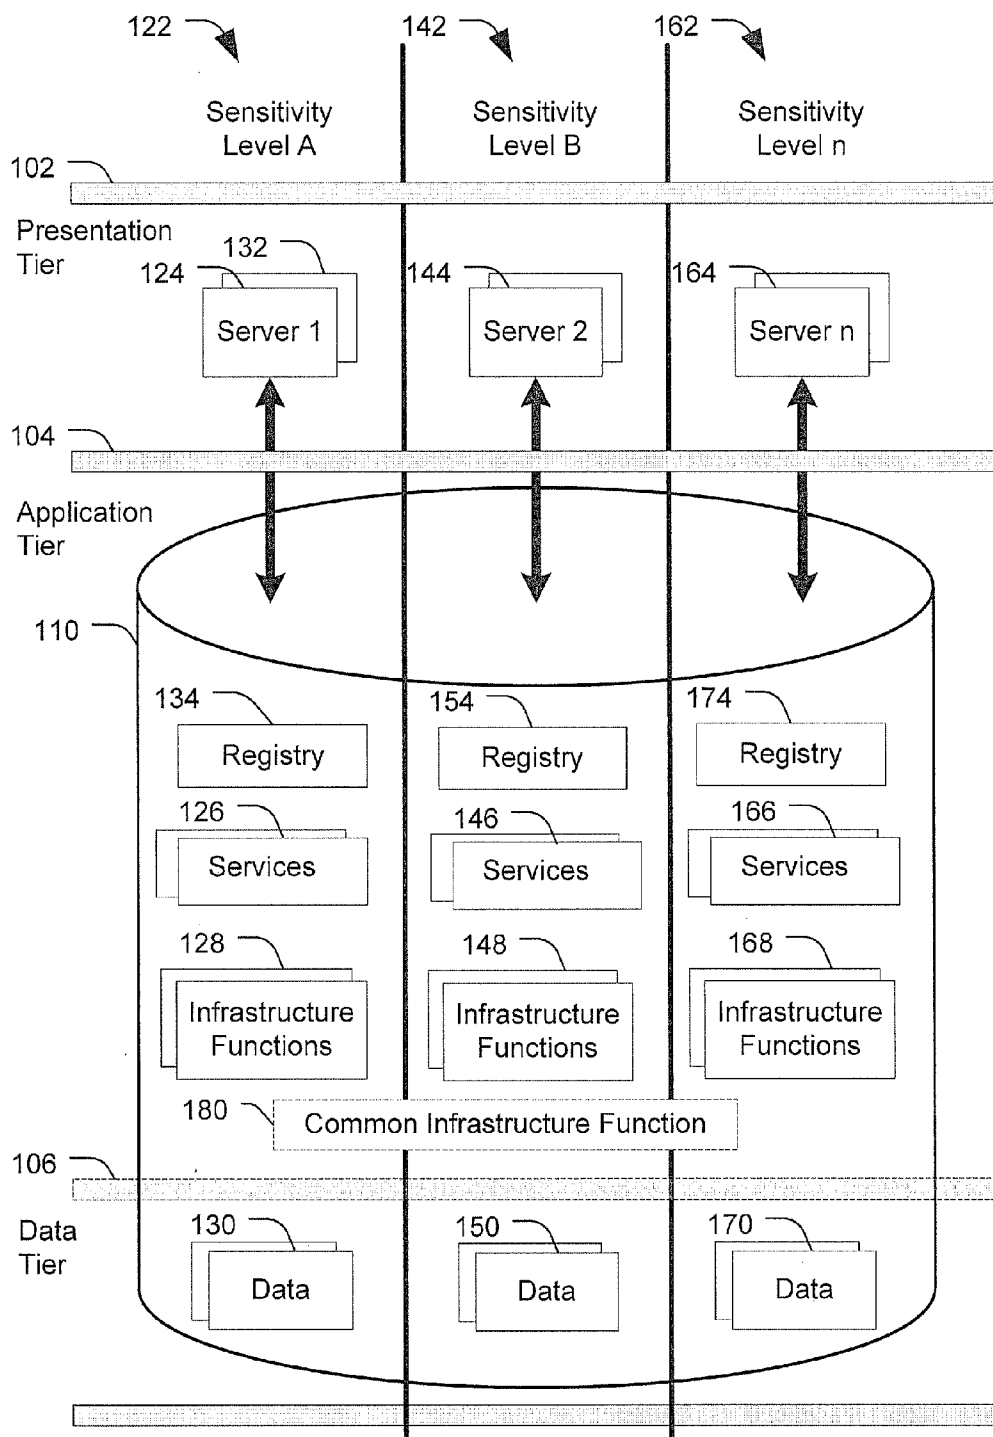 122
142
162
Sensitivity
Level A
Sensitivity
Level B
Sensitivity
Level n
102
Presentation
Tier
132
124
144
164
Server 1
Server 2
Server n
104
Application
Tier
110
134
154
174
Registry
Registry
Registry
126
146
166
Services
Services
Services
128
148
168
Infrastructure
Functions
Infrastructure
Functions
Infrastructure
Functions
180
Common Infrastructure Function
106
Data
Tier
130
150
170
Data
Data
Data